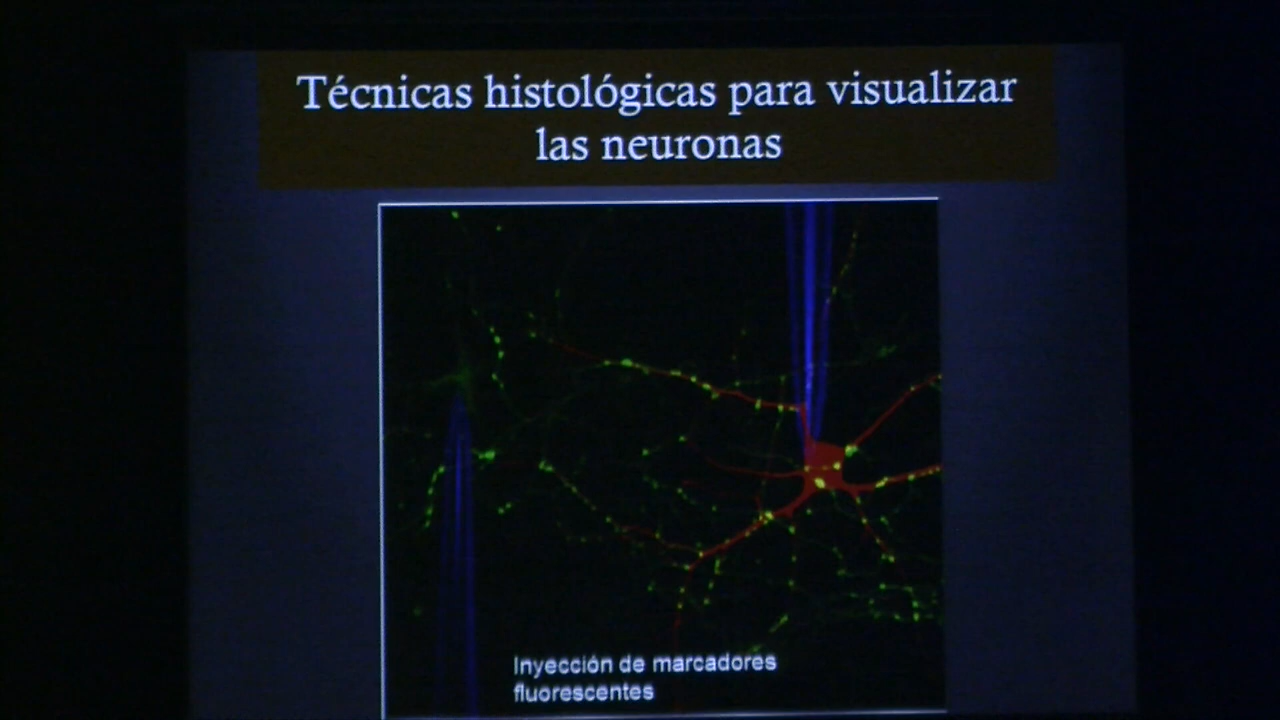 Técnicas histológicas para visualizar
las neuronas
Inyección de marcadores
fluorescentes